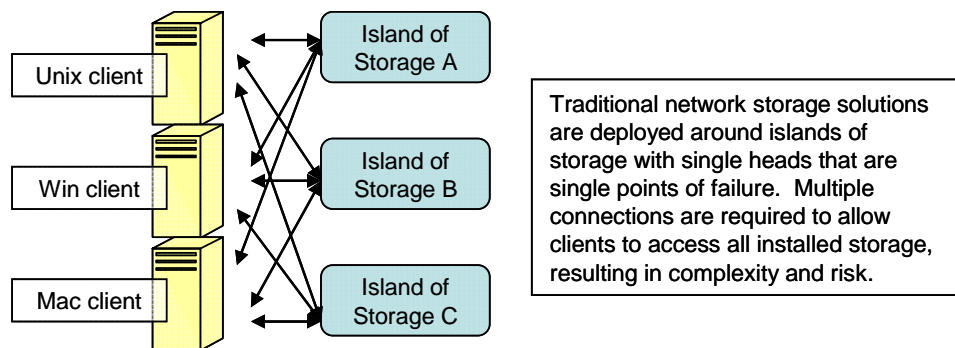 Unix client
Win client
Mac client
Island of
Storage A
Island of
Storage B
Island of
Storage C
Traditional network storage solutions
are deployed around islands of
storage with single heads that are
single points of failure.  Multiple
connections are required to allow
clients to access all installed storage,
resulting in complexity and risk.